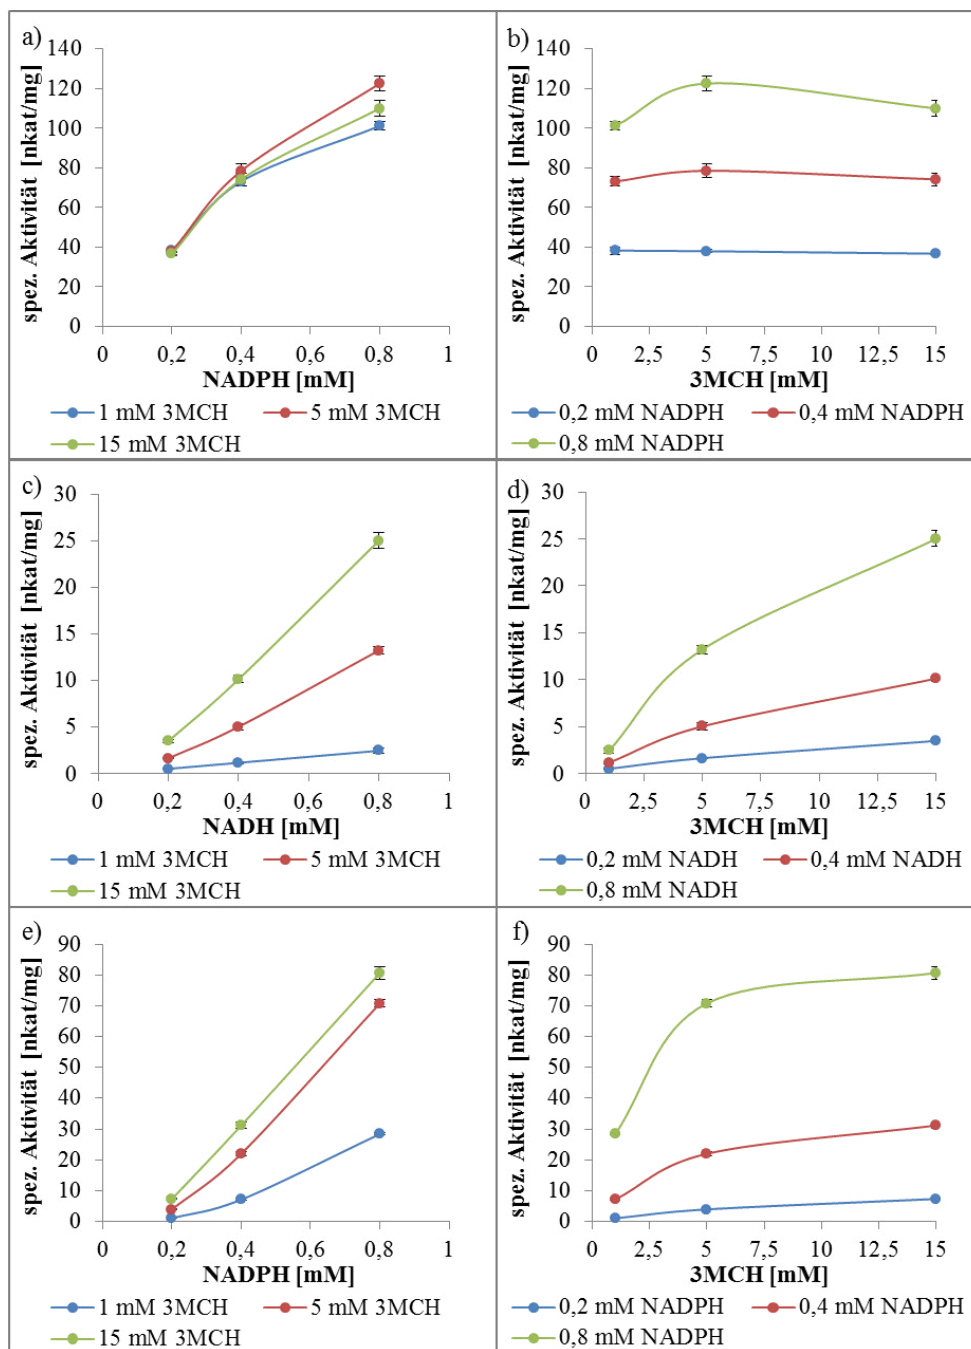 a)
spez. Aktivität [nkat/mg]
140
120
100
80
60
40
20
0
0 0,2 0,4 0,6 0,8 1
NADPH [mM]
1 mM 3MCH 5 mM 3MCH
15 mM 3MCH
b)
spez. Aktivität [nkat/mg]
140
120
100
80
60
40
20
0
0 2,5 5 7,5 10 12,5 15
3MCH [mM]
0,2 mM NADPH 0,4 mM NADPH
0,8 mM NADPH
c)
spez. Aktivität [nkat/mg]
30
25
20
15
10
5
0
0 0,2 0,4 0,6 0,8 1
NADH [mM]
1 mM 3MCH 5 mM 3MCH
15 mM 3MCH
d)
spez. Aktivität [nkat/mg]
30
25
20
15
10
5
0
0 2,5 5 7,5 10 12,5 15
3MCH [mM]
0,2 mM NADH 0,4 mM NADH
0,8 mM NADH
e)
spez. Aktivität [nkat/mg]
90
80
70
60
50
40
30
20
10
0
0 0,2 0,4 0,6 0,8 1
NADPH [mM]
1 mM 3MCH 5 mM 3MCH
15 mM 3MCH
f)
spez. Aktivität [nkat/mg]
90
80
70
60
50
40
30
20
10
0
0 2,5 5 7,5 10 12,5 15
3MCH [mM]
0,2 mM NADPH 0,4 mM NADPH
0,8 mM NADPH